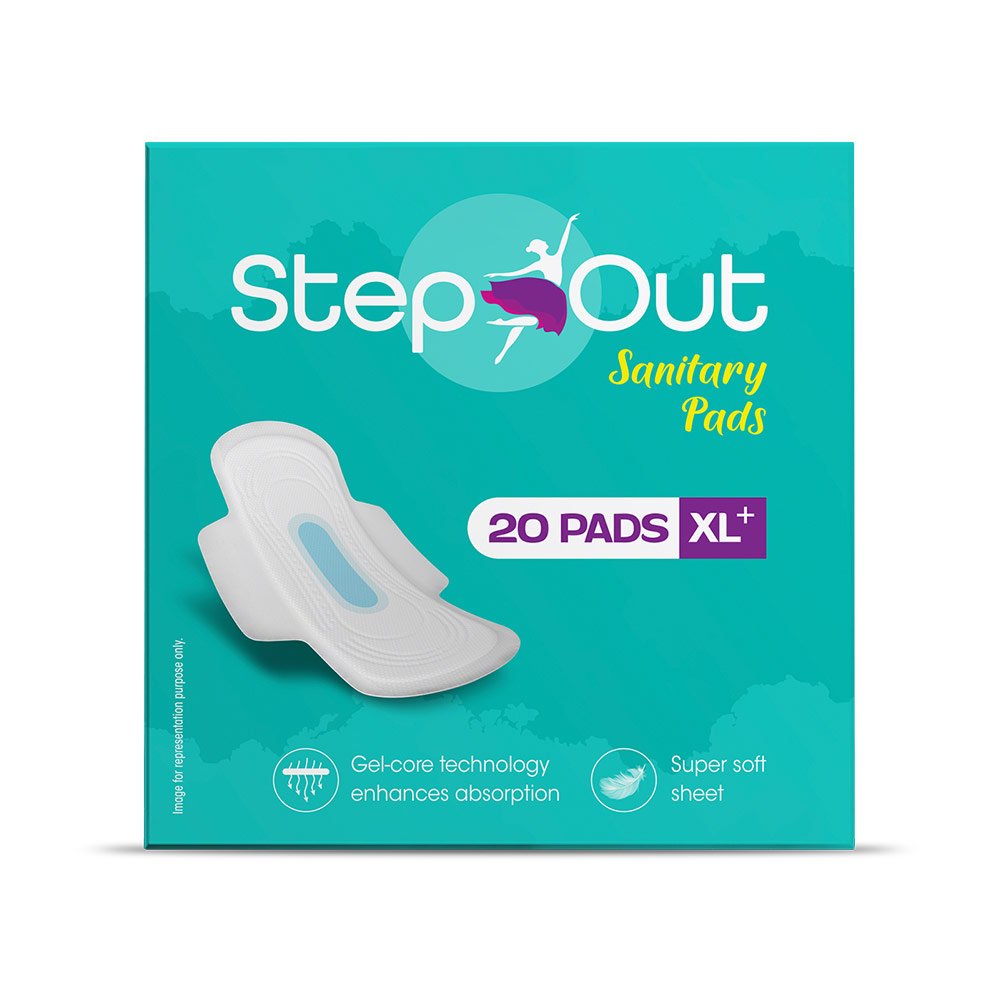 Step Out
Sanitary
Pads
20 PADS XL+
Image for representation purpose only.
Gel-core technology
enhances absorption
Super soft
sheet